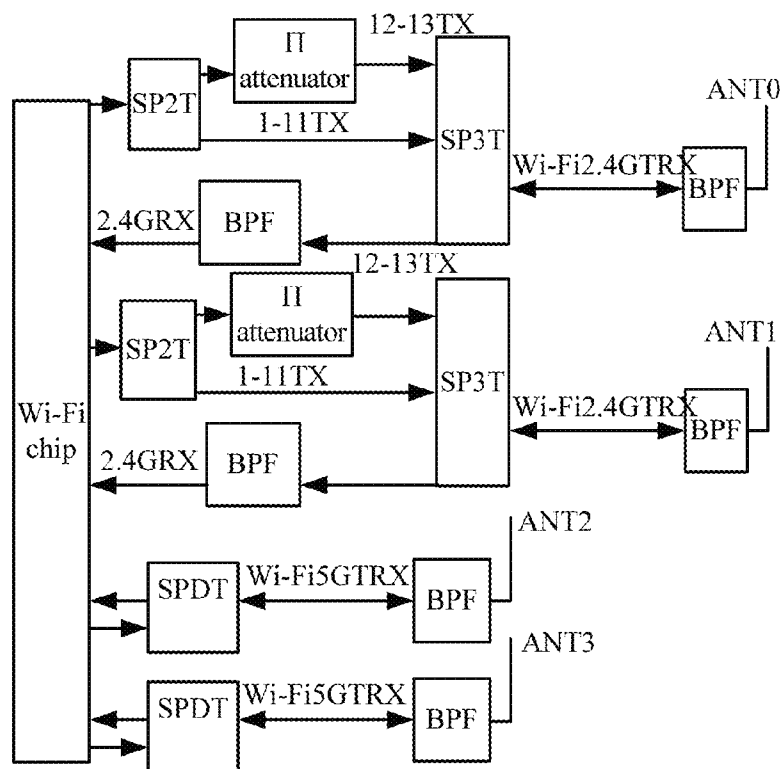 12-13TX
Π
attenuator
SP2T
1-11TX
SP3T
ANT0
Wi-Fi2.4GTRX
BPF
2.4GRX
BPF
12-13TX
Π
attenuator
SP2T
1-11TX
SP3T
ANT1
Wi-Fi
chip
Wi-Fi2.4GTRX
BPF
2.4GRX
BPF
ANT2
SPDT
Wi-Fi5GTRX
BPF
ANT3
SPDT
Wi-Fi5GTRX
BPF